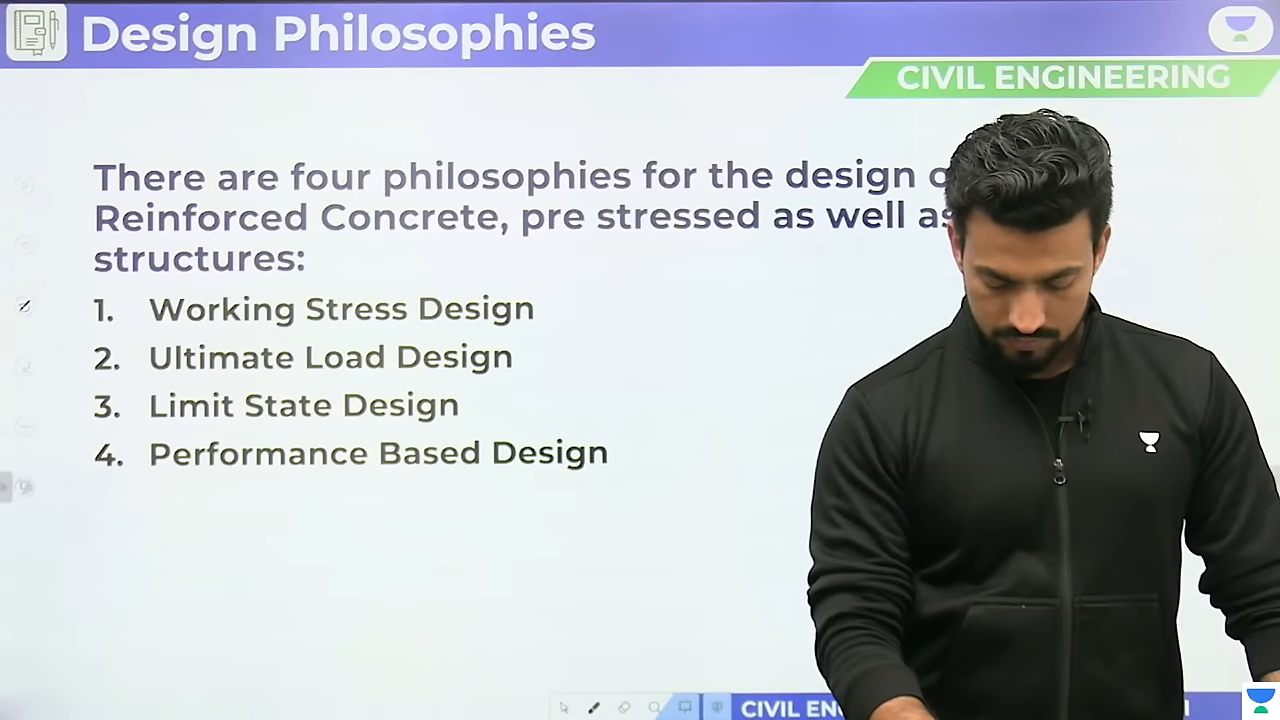 Design Philosophies
CIVIL ENGINEERING
There are four philosophies for the design
Reinforced Concrete, pre stressed as well as
structures:
1. Working Stress Design
2. Ultimate Load Design
3. Limit State Design
4. Performance Based Design
CIVIL